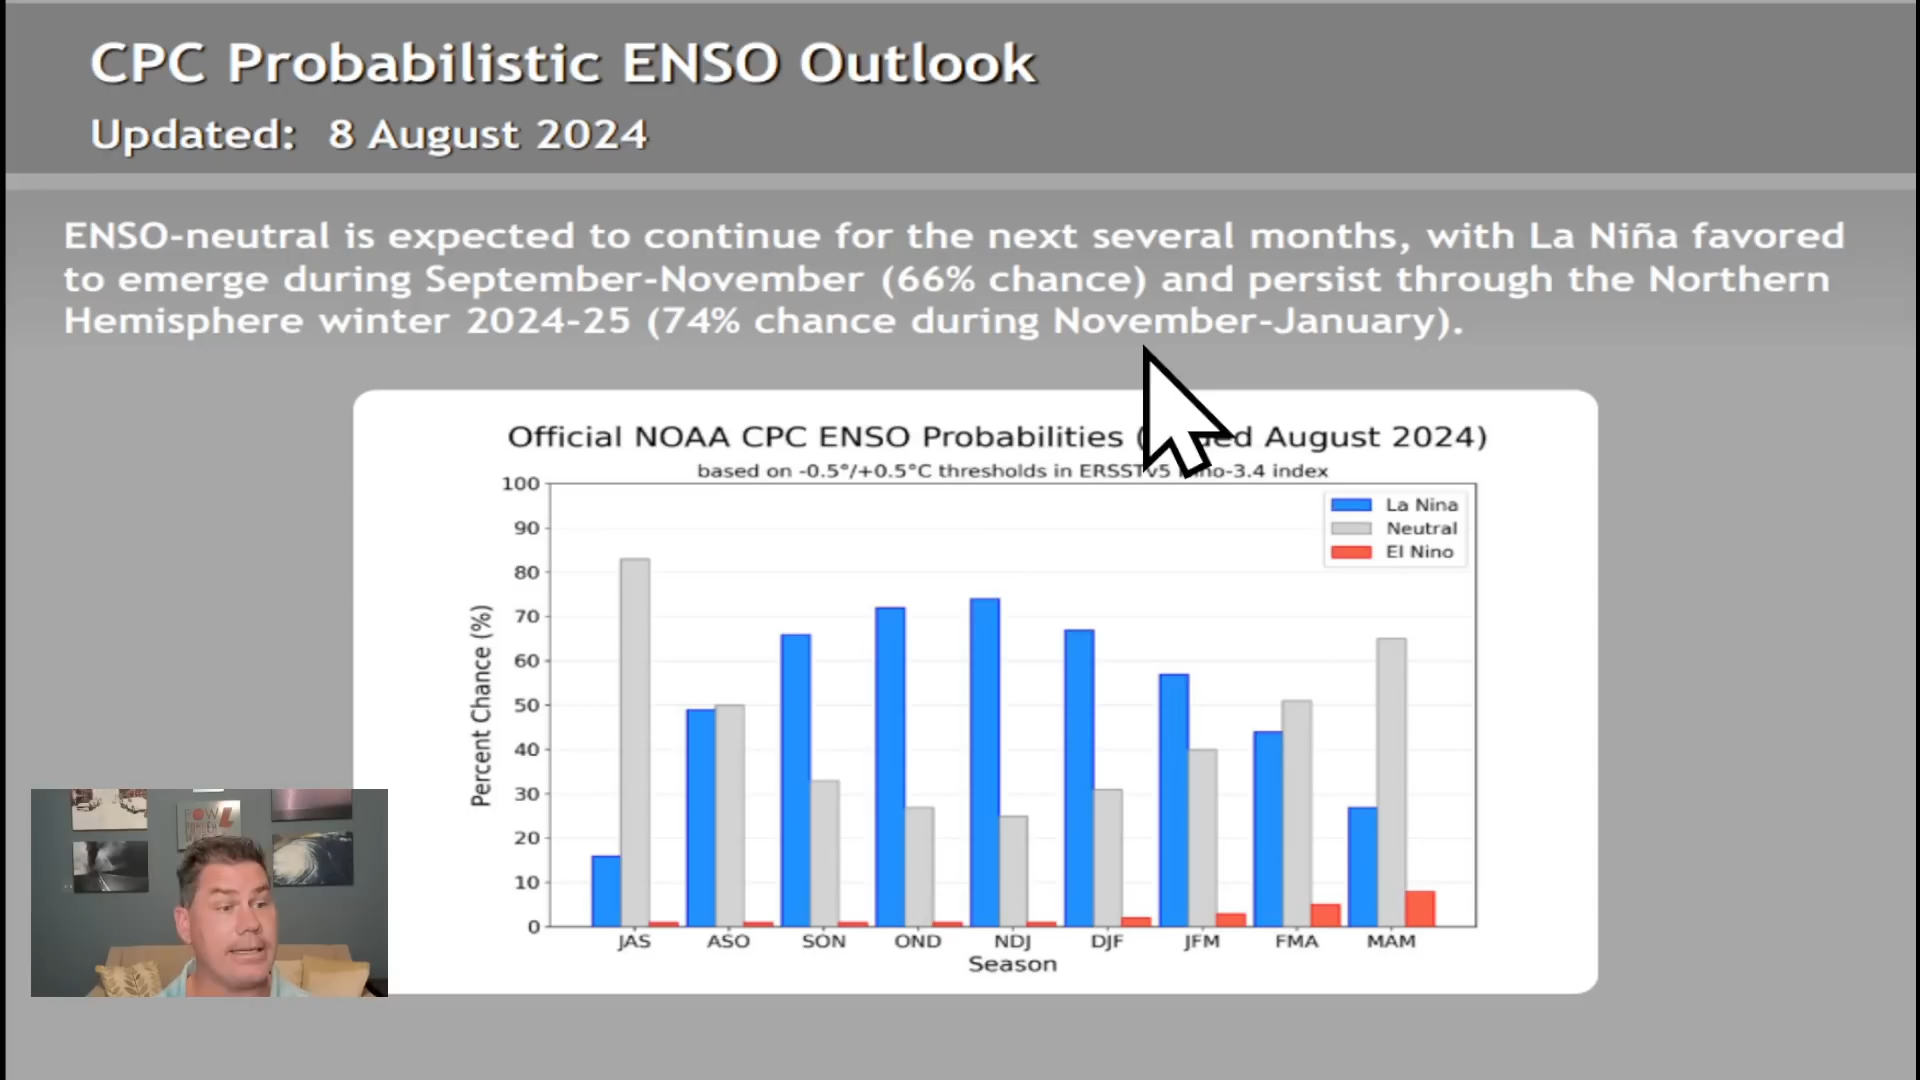 CPC Probabilistic ENSO Outlook
Updated: 8 August 2024
ENSO-neutral is expected to continue for the next several months, with La Niña favored
to emerge during September-November (66% chance) and persist through the Northern
Hemisphere winter 2024-25 (74% chance during November-January).
Official NOAA CPC ENSO Probabilities ( August 2024)
based on -0.5°/+0.5°C thresholds in ERSSTv5 index
100
90
80
70
60
50
40
30
20
10
0
Percent Chance (%)
La Nina
Neutral
El Nino
JAS ASO SON OND NDJ DJF JFM FMA MAM
Season